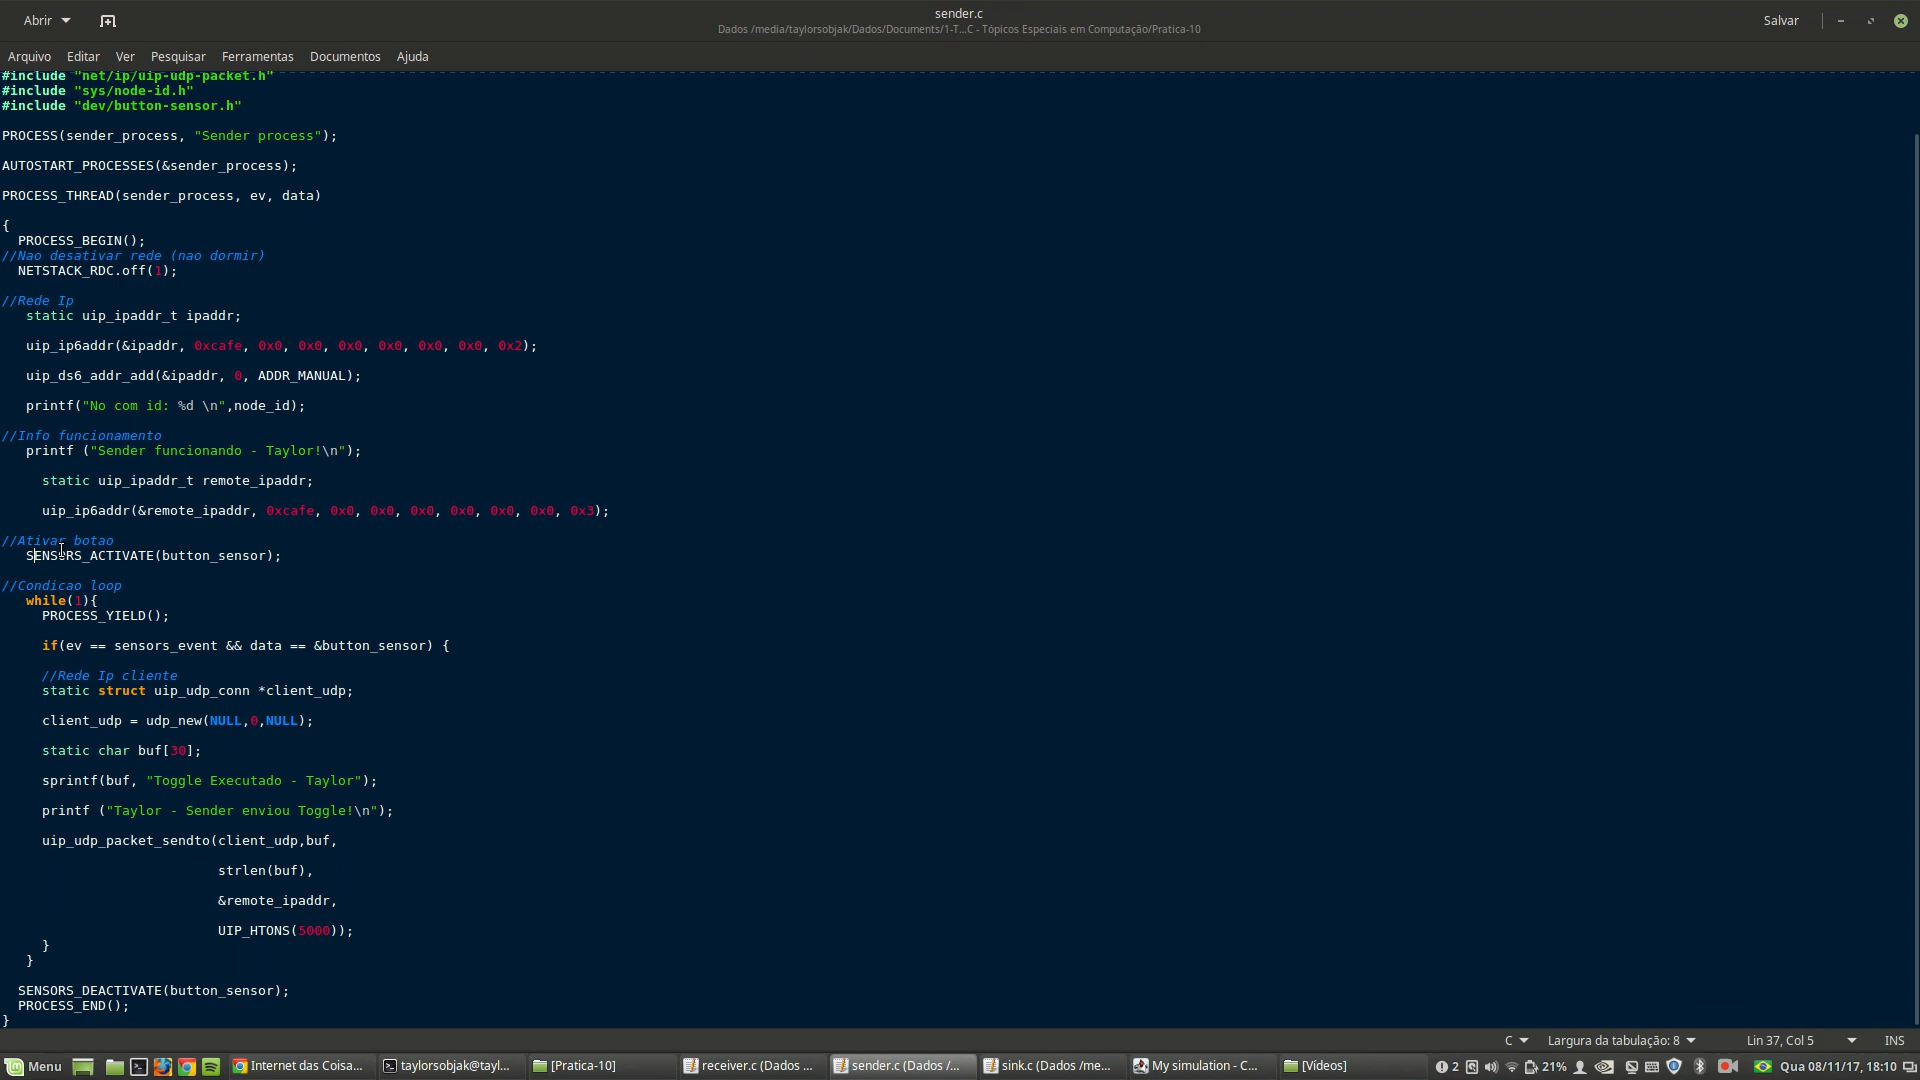 Abrir
sender.c
Dados /media/taylorsobjak/Dados/Documents/1-T...C - Tópicos Especiais em Computação/Pratica-10
Salvar
Arquivo Editar Ver Pesquisar Ferramentas Documentos Ajuda
#include "net/ip/uip-udp-packet.h"
#include "sys/node-id.h"
#include "dev/button-sensor.h"
PROCESS(sender_process, "Sender process");
AUTOSTART_PROCESSES(&sender_process);
PROCESS_THREAD(sender_process, ev, data)
{
PROCESS_BEGIN();
//Nao desativar rede (nao dormir)
NETSTACK_RDC.off(1);
//Rede Ip
static uip_ipaddr_t ipaddr;
uip_ip6addr(&ipaddr, 0xcafe, 0x0, 0x0, 0x0, 0x0, 0x0, 0x0, 0x2);
uip_ds6_addr_add(&ipaddr, 0, ADDR_MANUAL);
printf("No com id: %d \n",node_id);
//Info funcionamento
printf ("Sender funcionando - Taylor!\n");
static uip_ipaddr_t remote_ipaddr;
uip_ip6addr(&remote_ipaddr, 0xcafe, 0x0, 0x0, 0x0, 0x0, 0x0, 0x0, 0x3);
//Ativar botao
SENSORS_ACTIVATE(button_sensor);
//Condicao loop
while(1){
PROCESS_YIELD();
if(ev == sensors_event && data == &button_sensor) {
//Rede Ip cliente
static struct uip_udp_conn *client_udp;
client_udp = udp_new(NULL,0,NULL);
static char buf[30];
sprintf(buf, "Toggle Executado - Taylor");
printf ("Taylor - Sender enviou Toggle!\n");
uip_udp_packet_sendto(client_udp,buf,
strlen(buf),
&remote_ipaddr,
UIP_HTONS(5000));
}
}
SENSORS_DEACTIVATE(button_sensor);
PROCESS_END();
}
C Largura da tabulação: 8 Lin 37, Col 5 INS
Menu Internet das Coisa... taylorsobjak@tayl... [Pratica-10] receiver.c (Dados ... sender.c (Dados /... sink.c (Dados /me... My simulation - C... [Vídeos] 2 21% Qua 08/11/17, 18:10